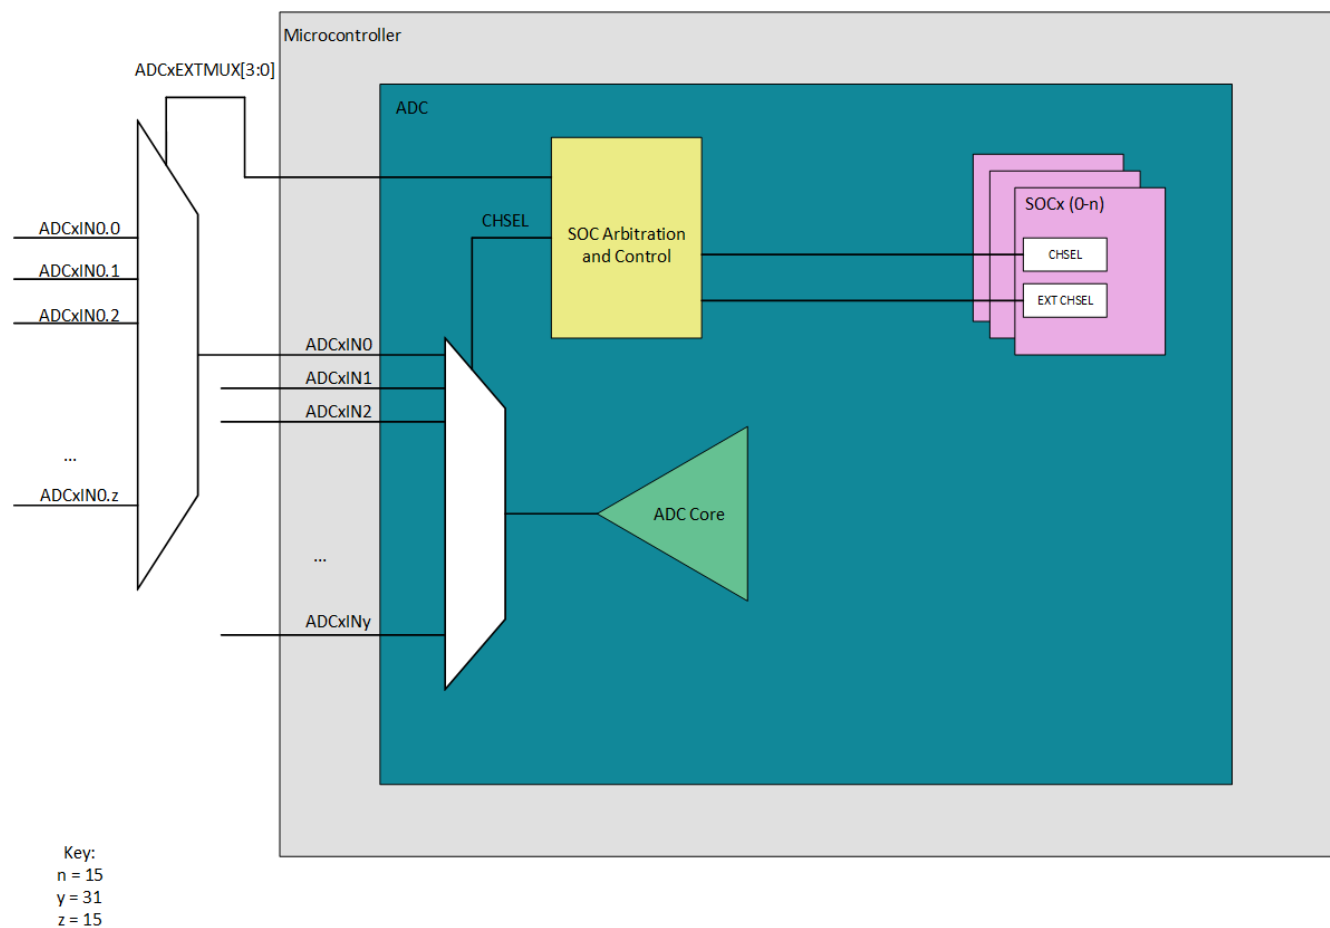 Microcontroller
ADCxEXTMUX[3:0]
ADC
SOCx (0-n)
CHSEL
SOC Arbitration
and Control
ADCxIN0.0
CHSEL
ADCxIN0.1
EXT CHSEL
ADCxIN0.2
ADCxIN0
ADCxIN1
ADCxIN2
...
ADCxIN0.z
ADC Core
...
ADCxINy
Key:
n = 15
y = 31
z = 15